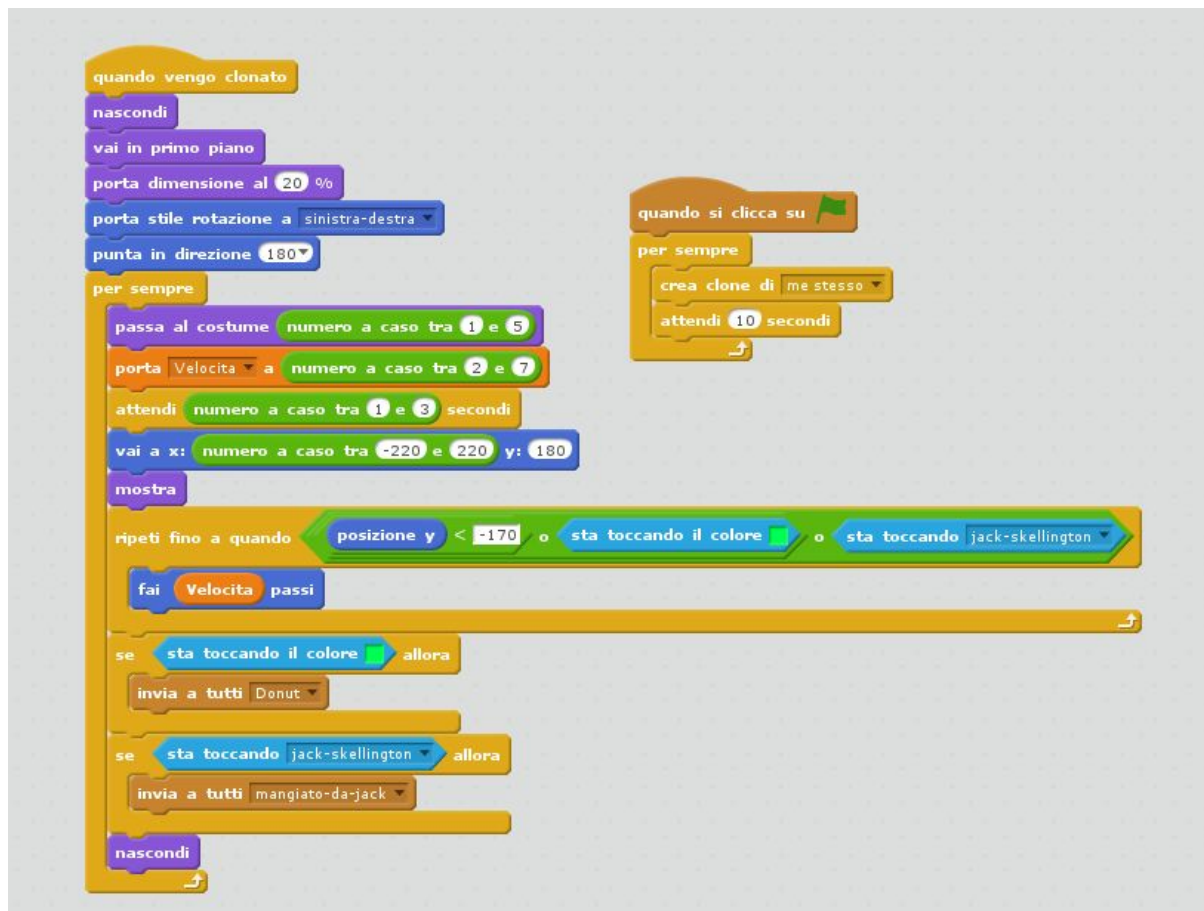 quando vengo clonato
nascondi
vai in primo piano
porta dimensione al 20 %
porta stile rotazione a sinistra-destra
punta in direzione 180
per sempre
passa al costume numero a caso tra 1 e 5
porta Velocita a numero a caso tra 2 e 7
attendi numero a caso tra 1 e 3 secondi
vai a x: numero a caso tra -220 e 220 y: 180
mostra
ripeti fino a quando posizione y < -170 o sta toccando il colore o sta toccando jack-skellington
fai Velocita passi
se sta toccando il colore allora
invia a tutti Donut
se sta toccando jack-skellington allora
invia a tutti mangiato-da-jack
nascondi
quando si clicca su
per sempre
crea clone di me stesso
attendi 10 secondi